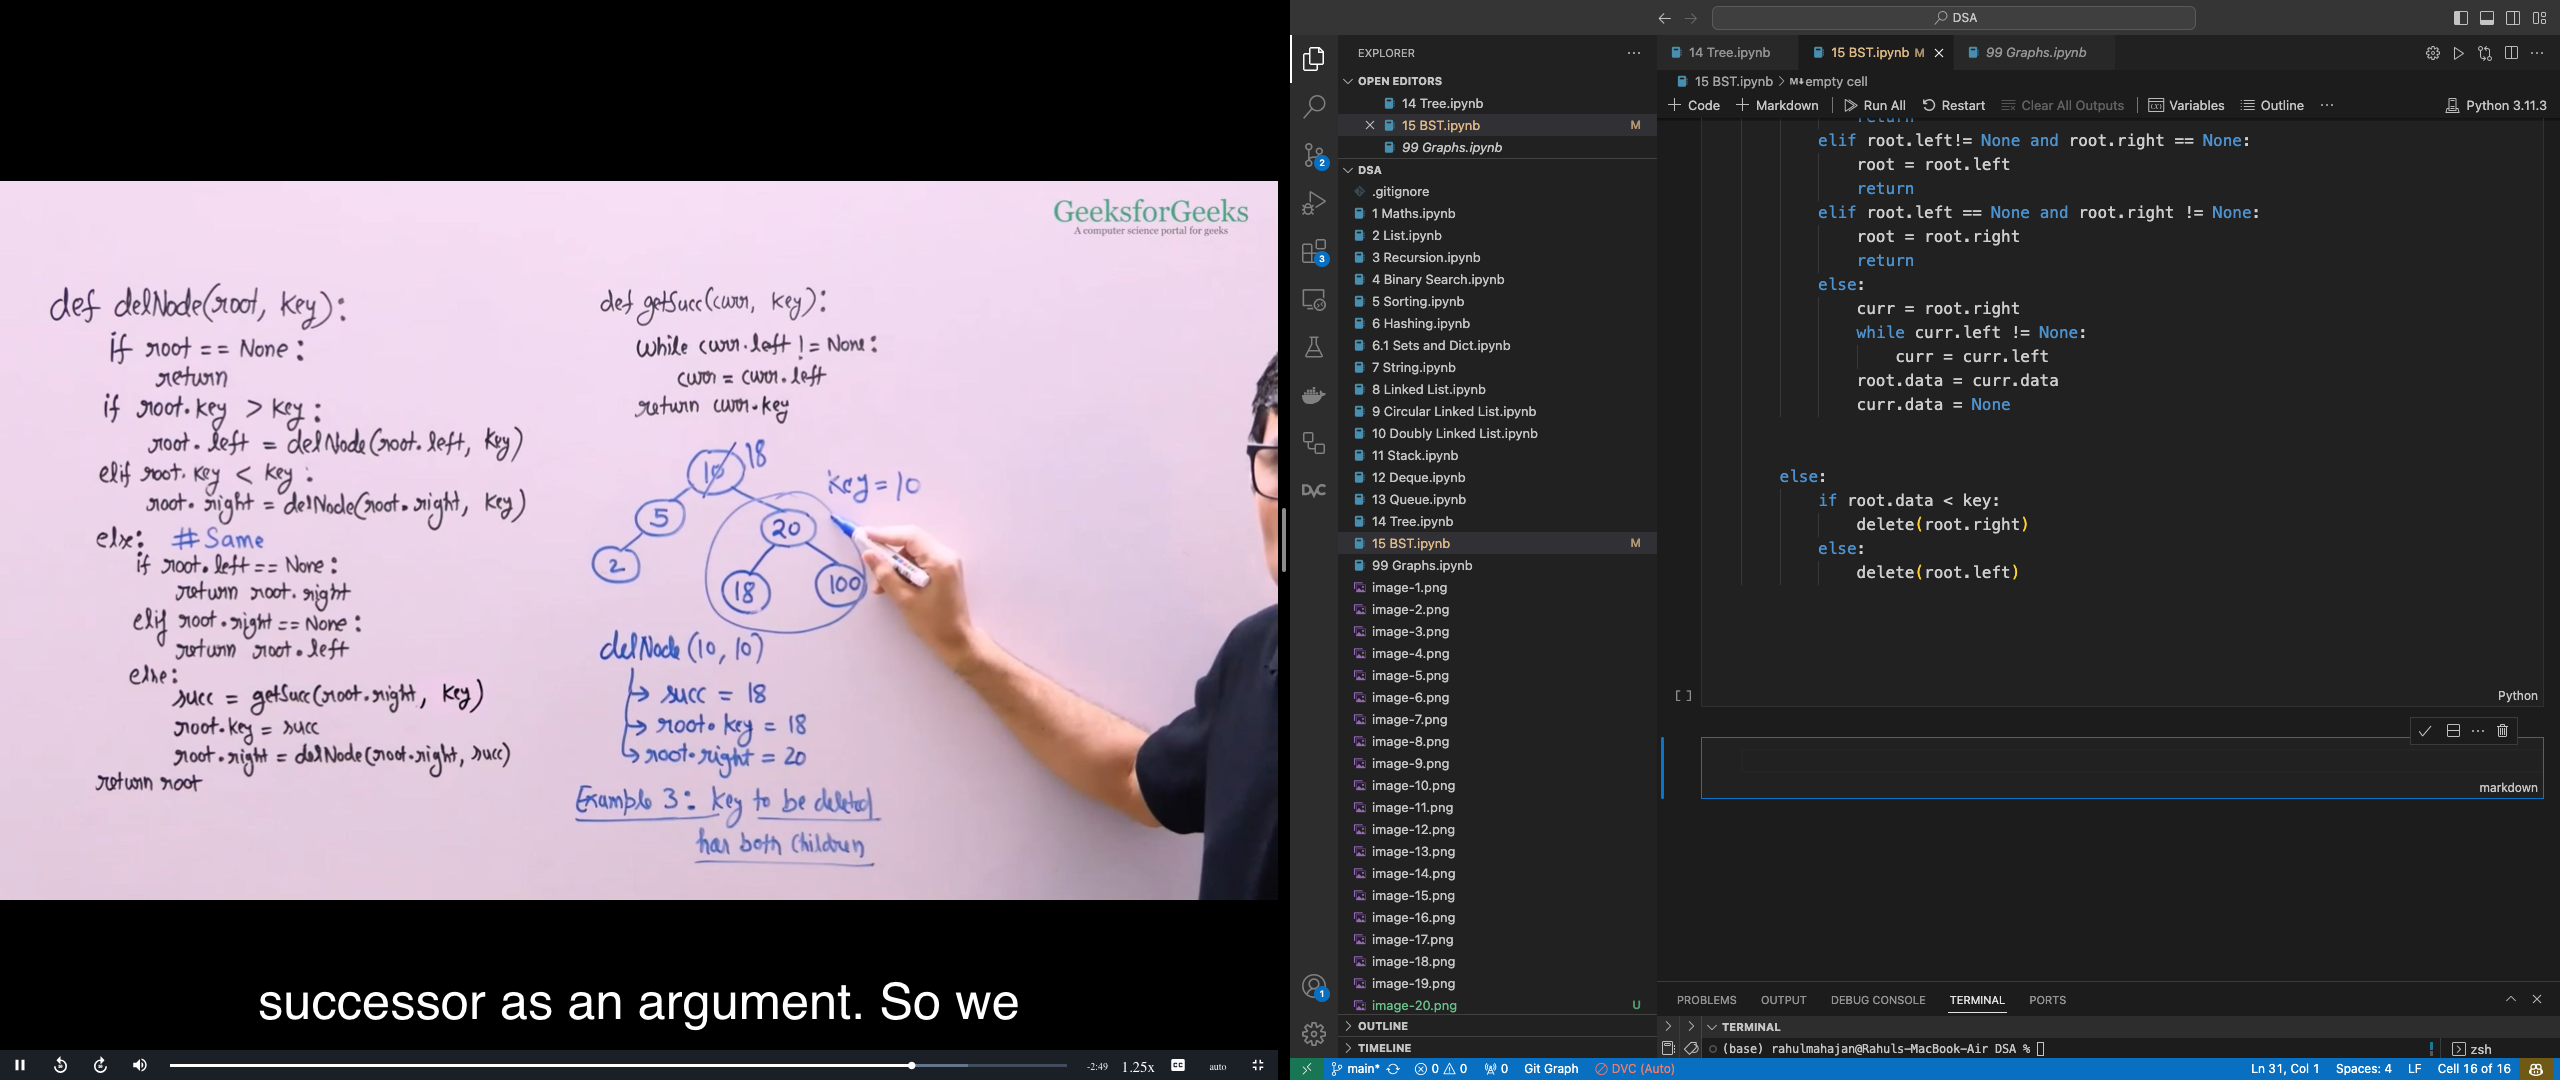 GeeksforGeeks
A computer science portal for geeks
def delNode(root, key):
if root == None:
return
if root.key > key:
root.left = delNode(root.left, key)
elif root.key < key:
root.right = delNode(root.right, key)
else: # Same
if root.left == None:
return root.right
elif root.right == None:
return root.left
else:
succ = getSucc(root.right, key)
root.key = succ
root.right = delNode(root.right, succ)
return root
def getSucc(curr, key):
while curr.left != None:
curr = curr.left
return curr.key
10 18
key = 10
5
20
2
18
100
delNode(10, 10)
succ = 18
root.key = 18
root.right = 20
Example 3: Key to be deleted
has both children
successor as an argument. So we
-2:49
1.25x
CC
auto
DSA
EXPLORER
OPEN EDITORS
14 Tree.ipynb
15 BST.ipynb M
99 Graphs.ipynb
DSA
.gitignore
1 Maths.ipynb
2 List.ipynb
3 Recursion.ipynb
4 Binary Search.ipynb
5 Sorting.ipynb
6 Hashing.ipynb
6.1 Sets and Dict.ipynb
7 String.ipynb
8 Linked List.ipynb
9 Circular Linked List.ipynb
10 Doubly Linked List.ipynb
11 Stack.ipynb
12 Deque.ipynb
13 Queue.ipynb
14 Tree.ipynb
15 BST.ipynb M
99 Graphs.ipynb
image-1.png
image-2.png
image-3.png
image-4.png
image-5.png
image-6.png
image-7.png
image-8.png
image-9.png
image-10.png
image-11.png
image-12.png
image-13.png
image-14.png
image-15.png
image-16.png
image-17.png
image-18.png
image-19.png
image-20.png U
OUTLINE
TIMELINE
2
3
DVC
1
14 Tree.ipynb 15 BST.ipynb M 99 Graphs.ipynb
15 BST.ipynb > M↓ empty cell
+ Code + Markdown Run All Restart Clear All Outputs Variables Outline ... Python 3.11.3
return
elif root.left!= None and root.right == None:
root = root.left
return
elif root.left == None and root.right != None:
root = root.right
return
else:
curr = root.right
while curr.left != None:
curr = curr.left
root.data = curr.data
curr.data = None
else:
if root.data < key:
delete(root.right)
else:
delete(root.left)
[ ]
Python
markdown
PROBLEMS OUTPUT DEBUG CONSOLE TERMINAL PORTS
TERMINAL
(base) rahulmahajan@Rahuls-MacBook-Air DSA %
zsh
main* 0 0 0 Git Graph DVC (Auto)
Ln 31, Col 1 Spaces: 4 LF Cell 16 of 16